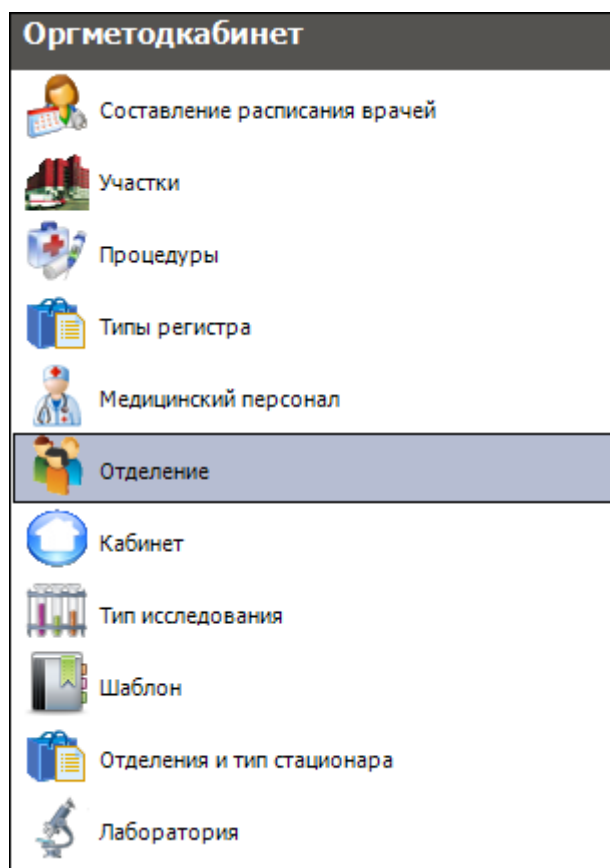 Оргметодкабинет
Составление расписания врачей
Участки
Процедуры
Типы регистра
Медицинский персонал
Отделение
Кабинет
Тип исследования
Шаблон
Отделения и тип стационара
Лаборатория